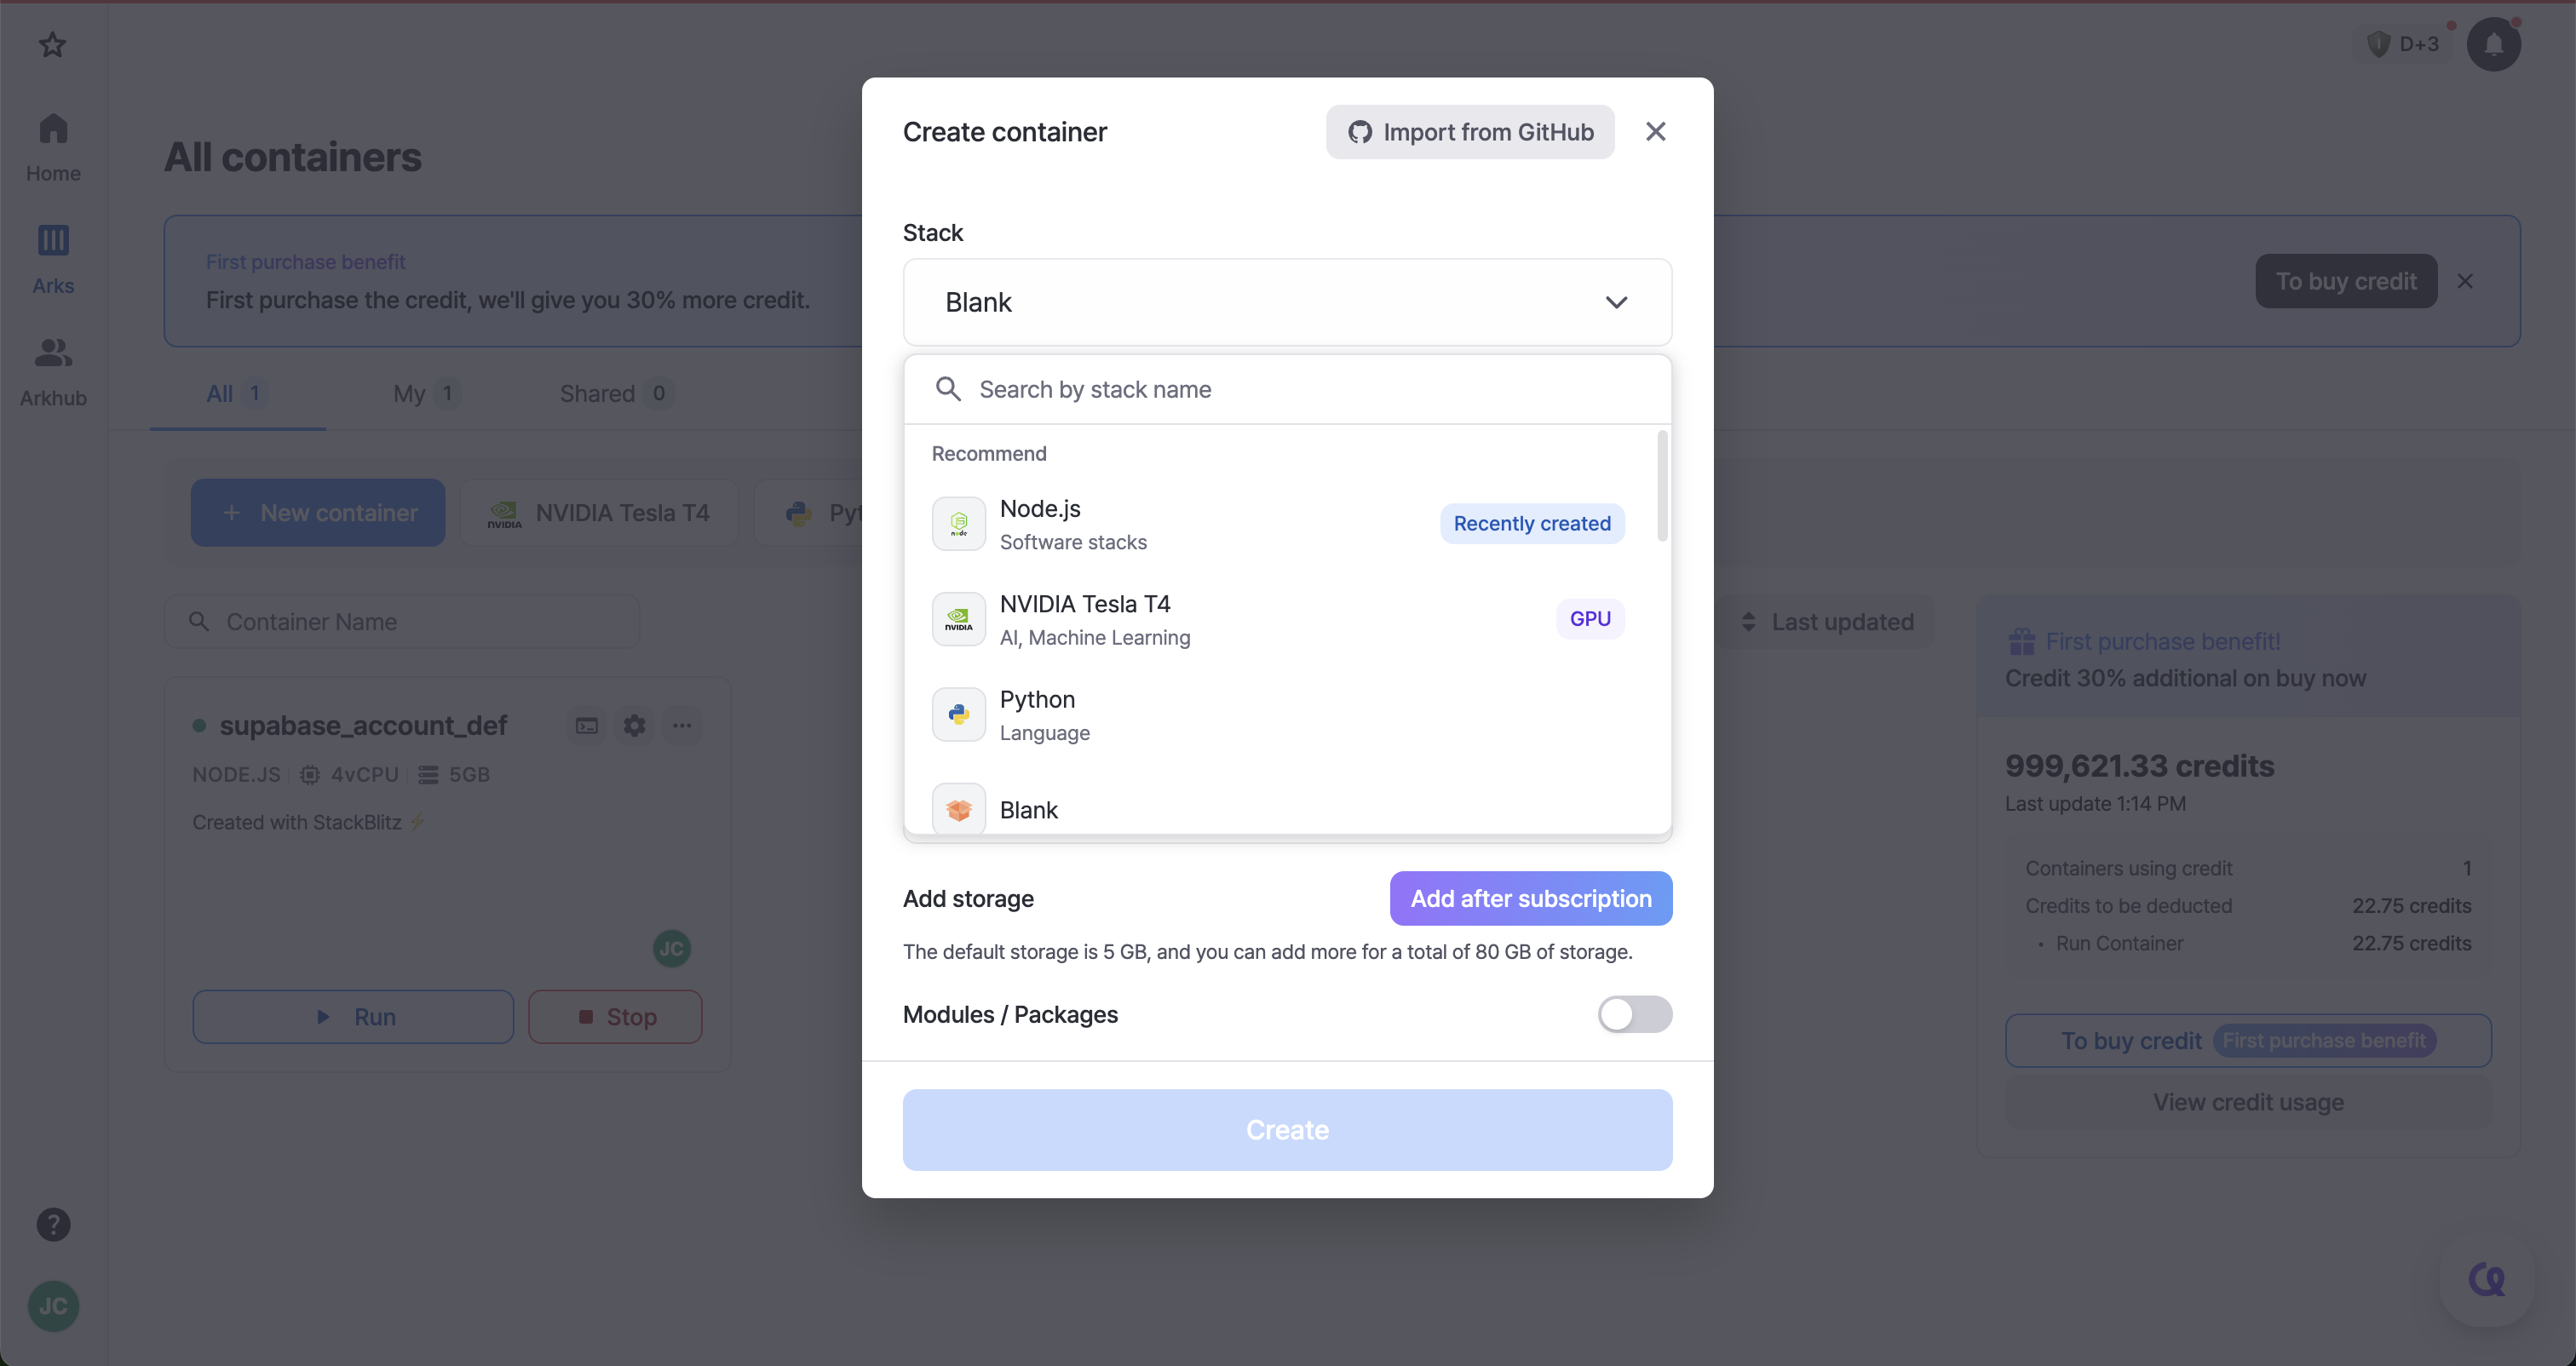 D+3
Home
Arks
Arkhub
All containers
First purchase benefit
First purchase the credit, we'll give you 30% more credit.
To buy credit
All 1
My 1
Shared 0
New container
NVIDIA Tesla T4
Pyt
Container Name
Last updated
supabase_account_def
NODE.JS 4vCPU 5GB
Created with StackBlitz ⚡
JC
Run
Stop
Create container
Import from GitHub
Stack
Blank
Search by stack name
Recommend
Node.js
Software stacks
Recently created
NVIDIA Tesla T4
AI, Machine Learning
GPU
Python
Language
Blank
Add storage
Add after subscription
The default storage is 5 GB, and you can add more for a total of 80 GB of storage.
Modules / Packages
Create
First purchase benefit!
Credit 30% additional on buy now
999,621.33 credits
Last update 1:14 PM
Containers using credit 1
Credits to be deducted 22.75 credits
• Run Container 22.75 credits
To buy credit First purchase benefit
View credit usage
JC